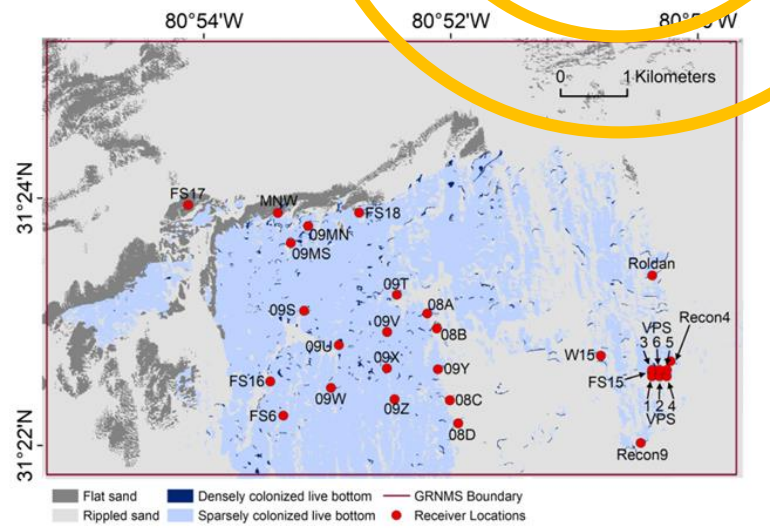 80°54'W 80°52'W 80°50'W
0 1 Kilometers
31°24'N
FS17
MNW
FS18
09MN
09MS
Roldan
09T
09S
08A
Recon4
09V
08B
VPS
3 6 5
09U
W15
09X
09Y
FS16
FS15
09W
09Z
08C
1 2 4
VPS
FS6
08D
31°22'N
Recon9
Flat sand Densely colonized live bottom GRNMS Boundary
Rippled sand Sparsely colonized live bottom Receiver Locations